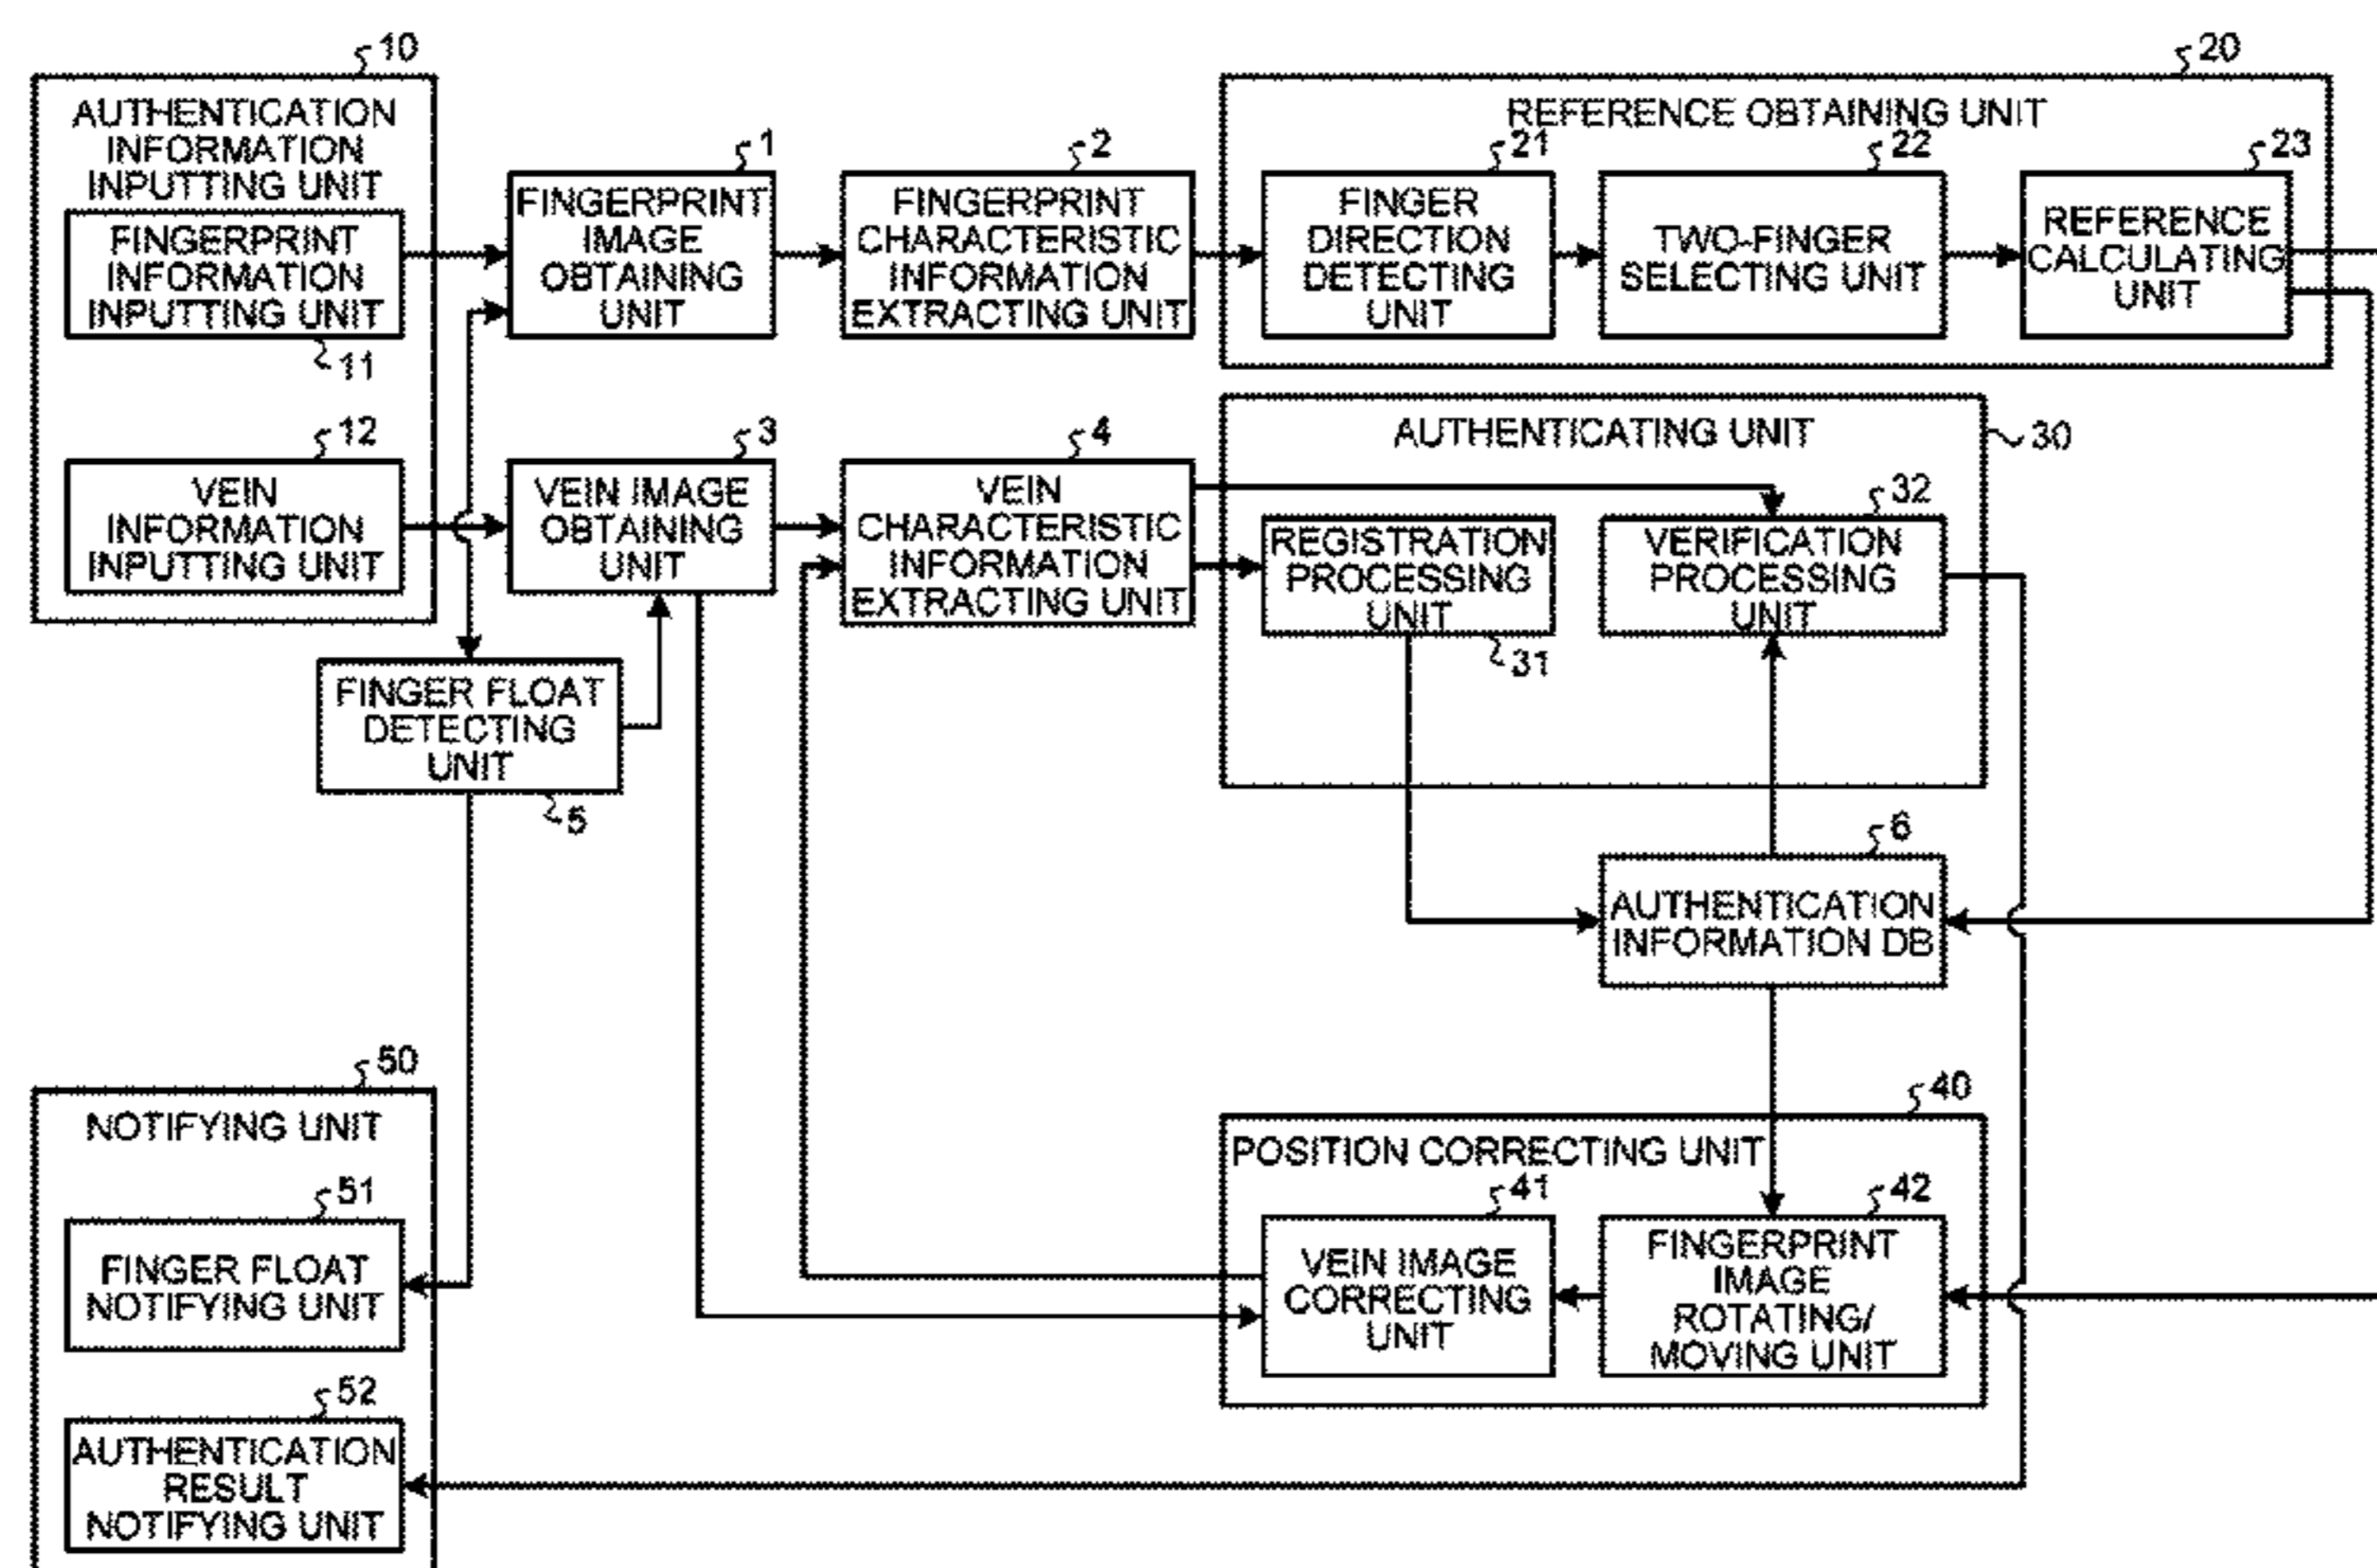 10
AUTHENTICATION
INFORMATION
INPUTTING UNIT
FINGERPRINT
INFORMATION
INPUTTING UNIT
11
12
VEIN
INFORMATION
INPUTTING UNIT
1
FINGERPRINT
IMAGE
OBTAINING
UNIT
2
FINGERPRINT
CHARACTERISTIC
INFORMATION
EXTRACTING UNIT
20
REFERENCE OBTAINING UNIT
21
FINGER
DIRECTION
DETECTING
UNIT
22
TWO-FINGER
SELECTING UNIT
23
REFERENCE
CALCULATING
UNIT
3
VEIN IMAGE
OBTAINING
UNIT
4
VEIN
CHARACTERISTIC
INFORMATION
EXTRACTING UNIT
AUTHENTICATING UNIT
30
REGISTRATION
PROCESSING
UNIT
31
32
VERIFICATION
PROCESSING
UNIT
FINGER FLOAT
DETECTING
UNIT
5
6
AUTHENTICATION
INFORMATION DB
50
NOTIFYING UNIT
51
FINGER FLOAT
NOTIFYING UNIT
52
AUTHENTICATION
RESULT
NOTIFYING UNIT
40
POSITION CORRECTING UNIT
41
VEIN IMAGE
CORRECTING
UNIT
42
FINGERPRINT
IMAGE
ROTATING/
MOVING UNIT